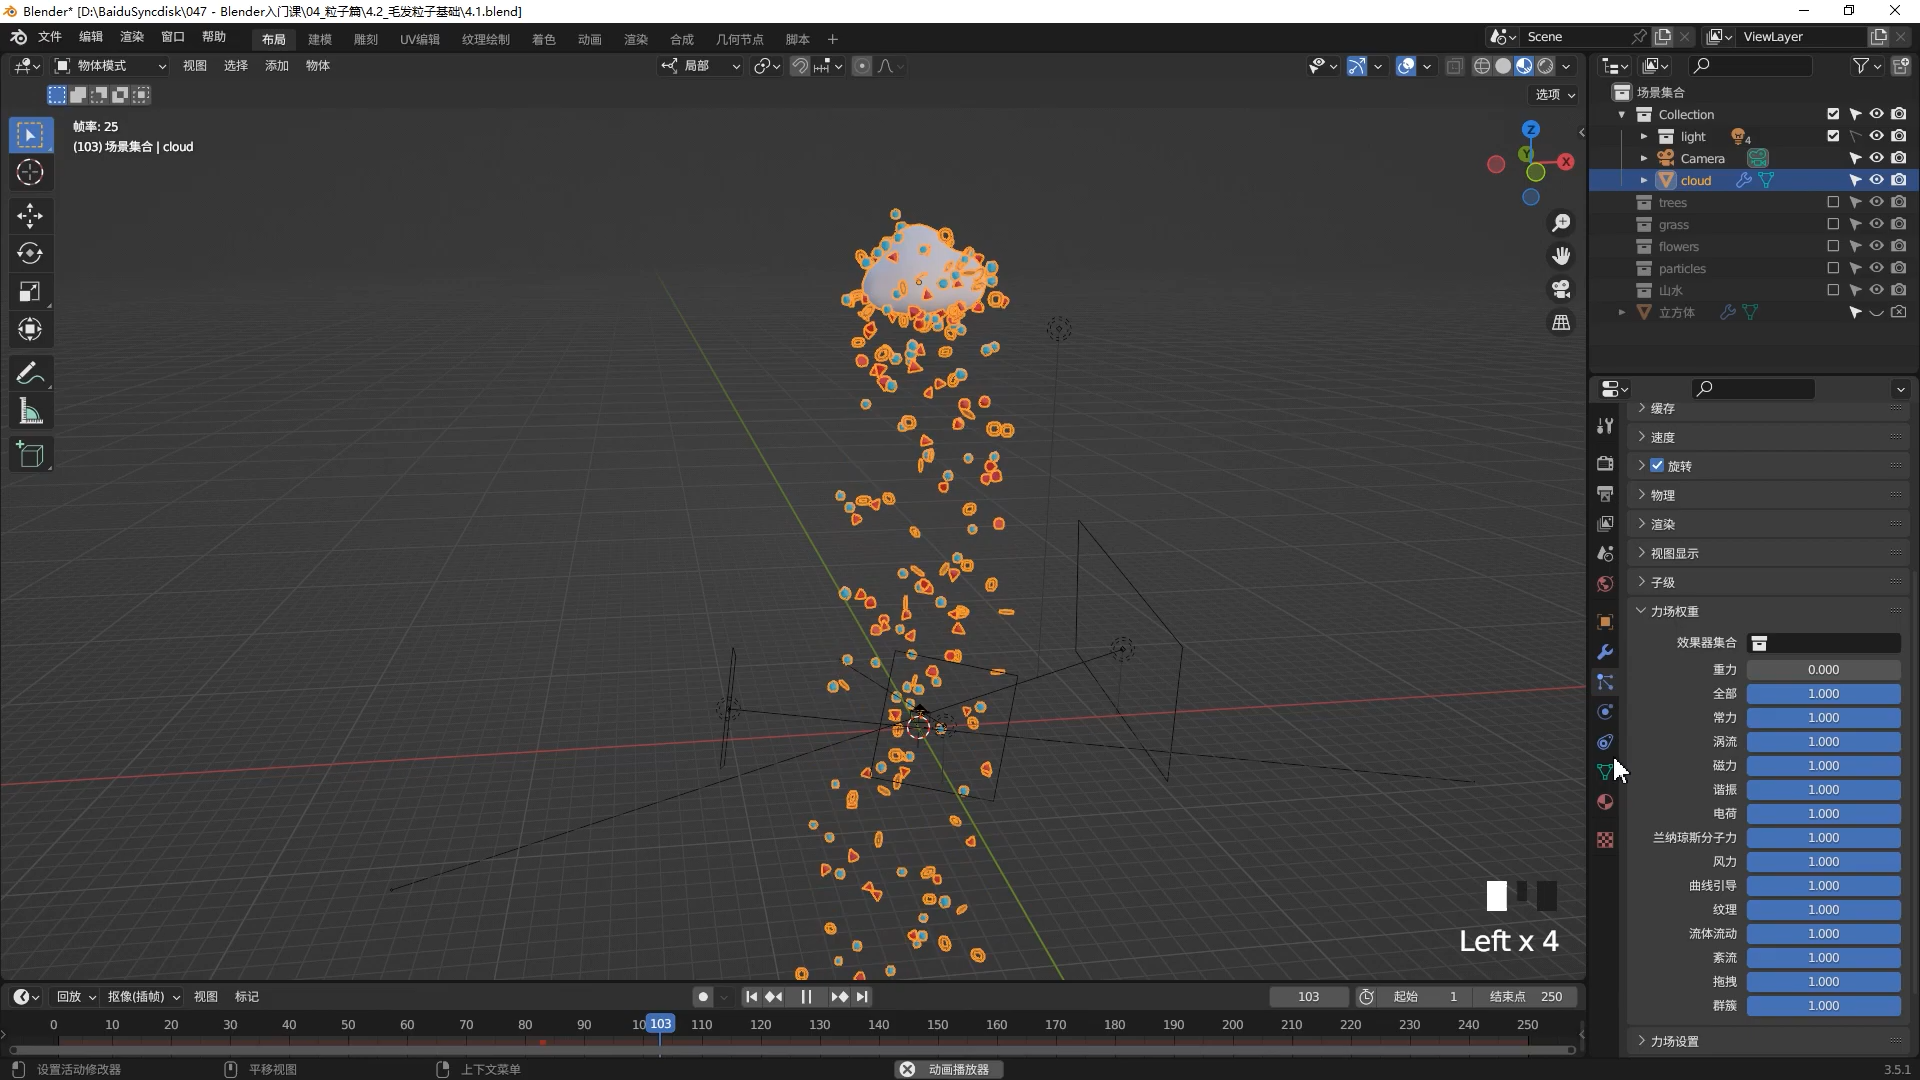 Blender* [D:\BaiduSyncdisk\047 - Blender入门课\04_粒子篇\4.2_毛发粒子基础\4.1.blend]
文件 编辑 渲染 窗口 帮助 布局 建模 雕刻 UV编辑 纹理绘制 着色 动画 渲染 合成 几何节点 脚本 + Scene ViewLayer
物体模式 视图 选择 添加 物体 局部
选项
帧率: 25
(103) 场景集合 | cloud
Z
Y
X
场景集合
Collection
light 4
Camera
cloud
trees
grass
flowers
particles
山水
立方体
缓存
速度
旋转
物理
渲染
视图显示
子级
力场权重
效果器集合
重力 0.000
全部 1.000
常力 1.000
涡流 1.000
磁力 1.000
谐振 1.000
电荷 1.000
兰纳琼斯分子力 1.000
风力 1.000
曲线引导 1.000
纹理 1.000
流体流动 1.000
紊流 1.000
拖拽 1.000
群簇 1.000
力场设置
Left x 4
回放 抠像(插帧) 视图 标记 103 起始 1 结束点 250
0 10 20 30 40 50 60 70 80 90 10 103 110 120 130 140 150 160 170 180 190 200 210 220 230 240 250
设置活动修改器 平移视图 上下文菜单 动画播放器 3.5.1